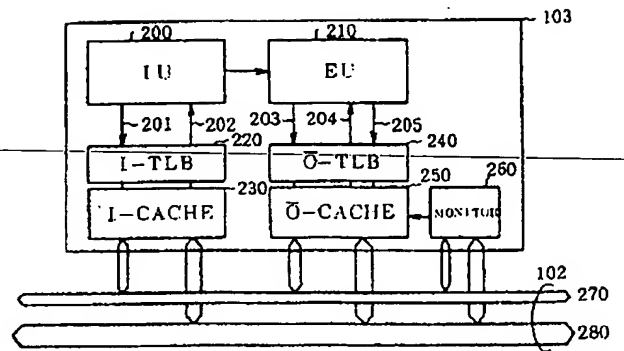 103
200
210
IU
EU
201
202
203
204
205
220
240
I-TLB
Ō-TLB
230
250
260
I-CACHE
Ō-CACHE
MONITOR
102
270
280